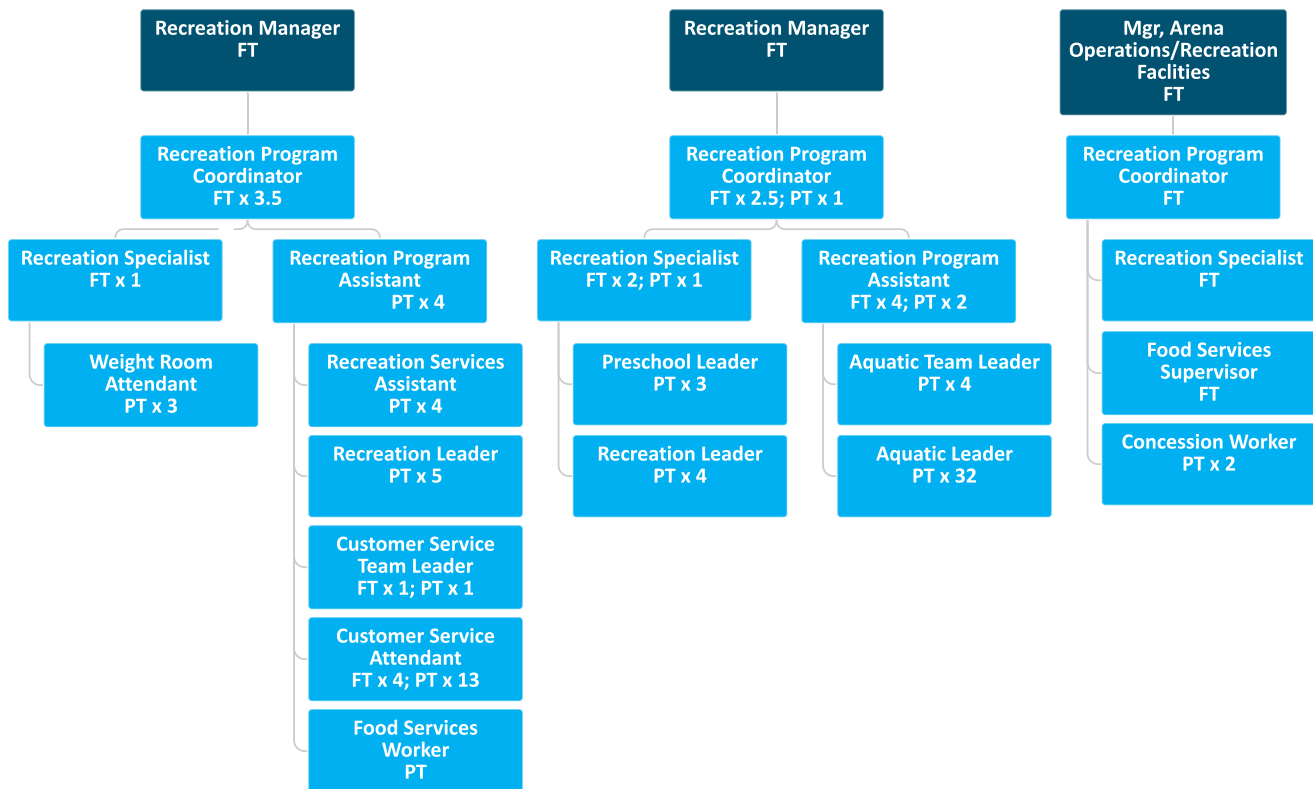 Recreation Manager
FT
Recreation Program
Coordinator
FT x 3.5
Recreation Specialist
FT x 1
Weight Room
Attendant
PT x 3
Recreation Program
Assistant
PT x 4
Recreation Services
Assistant
PT x 4
Recreation Leader
PT x 5
Customer Service
Team Leader
FT x 1; PT x 1
Customer Service
Attendant
FT x 4; PT x 13
Food Services
Worker
PT
Recreation Manager
FT
Recreation Program
Coordinator
FT x 2.5; PT x 1
Recreation Specialist
FT x 2; PT x 1
Preschool Leader
PT x 3
Recreation Leader
PT x 4
Recreation Program
Assistant
FT x 4; PT x 2
Aquatic Team Leader
PT x 4
Aquatic Leader
PT x 32
Mgr, Arena
Operations/Recreation
Faclities
FT
Recreation Program
Coordinator
FT
Recreation Specialist
FT
Food Services
Supervisor
FT
Concession Worker
PT x 2